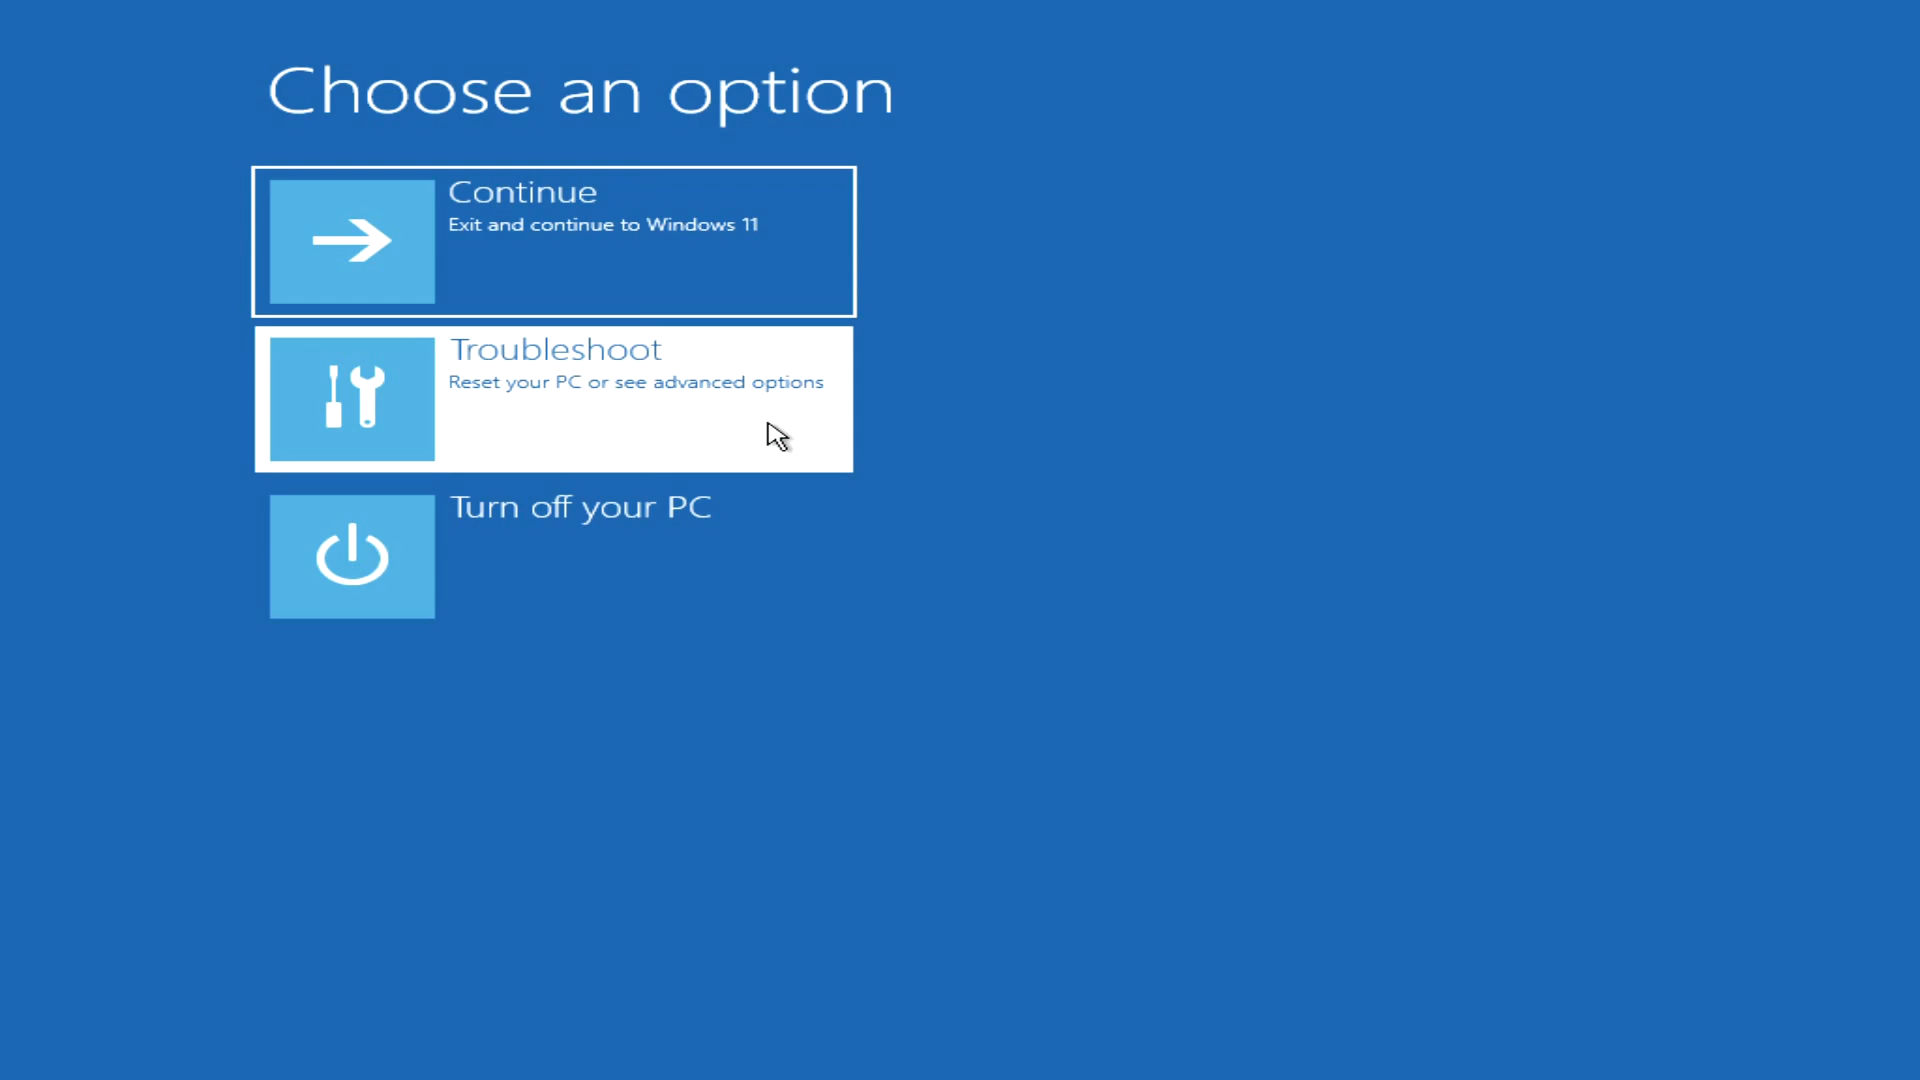 Choose an option
Continue
Exit and continue to Windows 11
Troubleshoot
Reset your PC or see advanced options
Turn off your PC